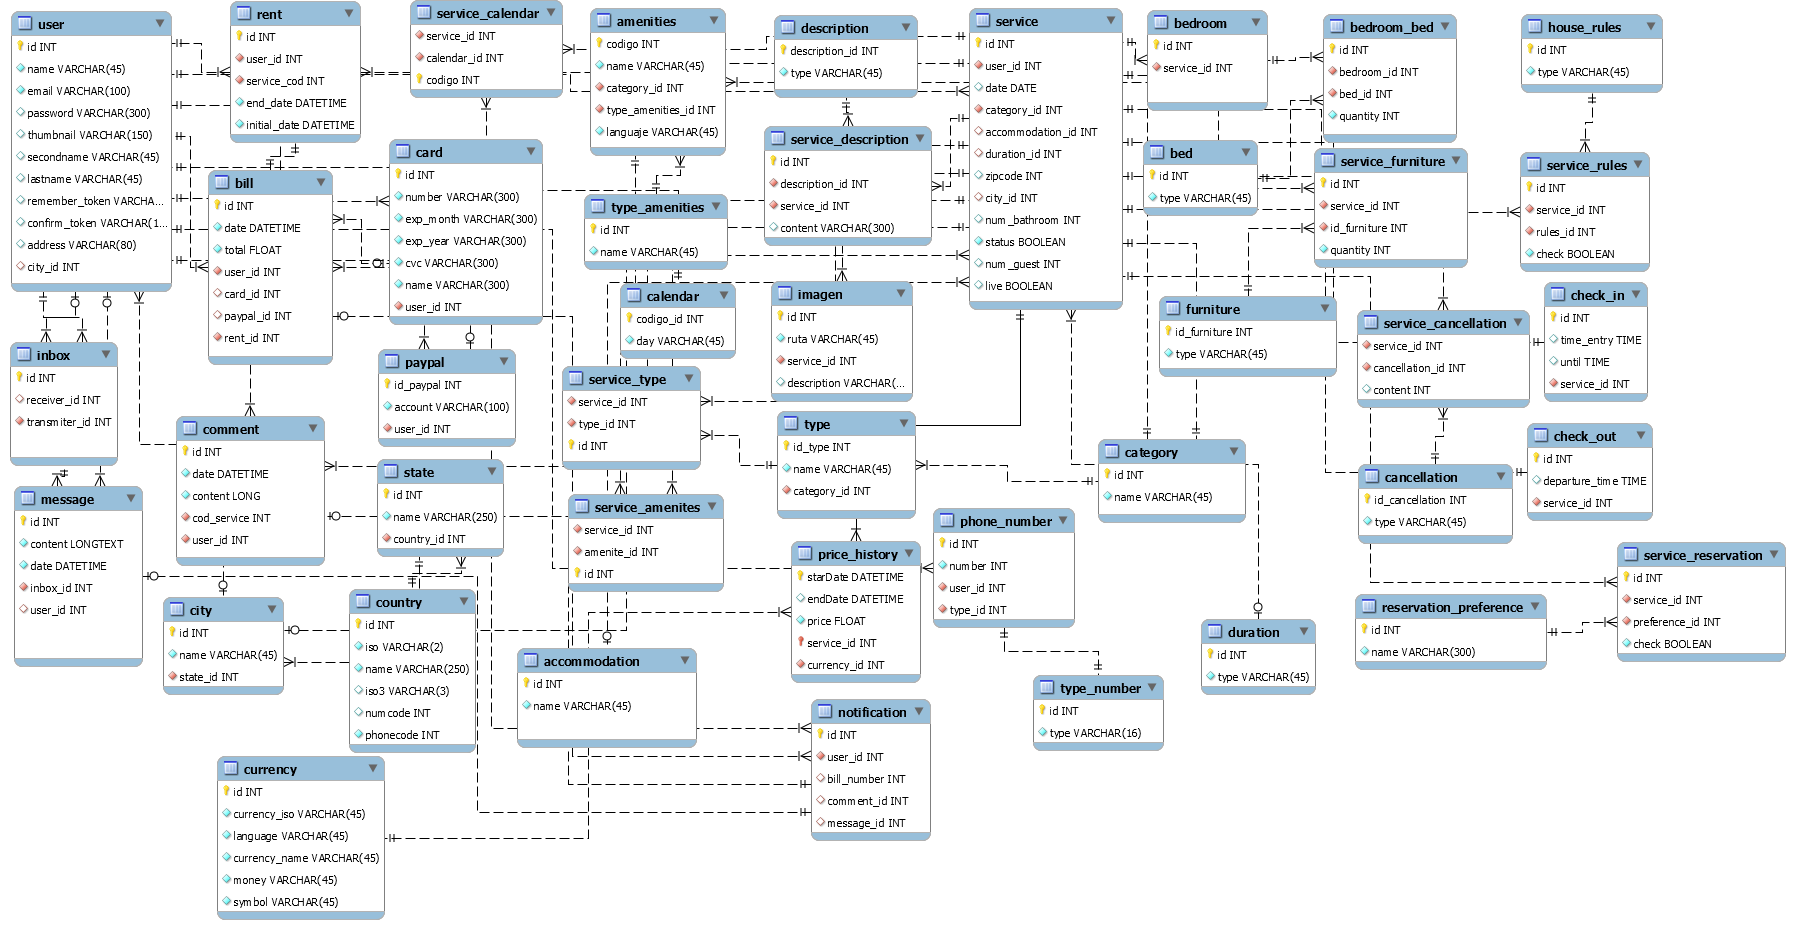 user
id INT
name VARCHAR(45)
email VARCHAR(100)
password VARCHAR(300)
thumbnail VARCHAR(150)
secondname VARCHAR(45)
lastname VARCHAR(45)
remember_token VARCHA...
confirm_token VARCHAR(1...
address VARCHAR(80)
city_id INT
rent
id INT
user_id INT
service_cod INT
end_date DATETIME
initial_date DATETIME
service_calendar
service_id INT
calendar_id INT
codigo INT
amenities
codigo INT
name VARCHAR(45)
category_id INT
type_amenities_id INT
languaje VARCHAR(45)
description
description_id INT
type VARCHAR(45)
service
id INT
user_id INT
date DATE
category_id INT
accommodation_id INT
duration_id INT
zipcode INT
city_id INT
num_bathroom INT
status BOOLEAN
num_guest INT
live BOOLEAN
bedroom
id INT
service_id INT
bedroom_bed
id INT
bedroom_id INT
bed_id INT
quantity INT
house_rules
id INT
type VARCHAR(45)
bill
id INT
date DATETIME
total FLOAT
user_id INT
card_id INT
paypal_id INT
rent_id INT
card
id INT
number VARCHAR(300)
exp_month VARCHAR(300)
exp_year VARCHAR(300)
cvc VARCHAR(300)
name VARCHAR(300)
user_id INT
type_amenities
id INT
name VARCHAR(45)
service_description
id INT
description_id INT
service_id INT
content VARCHAR(300)
bed
id INT
type VARCHAR(45)
service_furniture
id INT
service_id INT
id_furniture INT
quantity INT
service_rules
id INT
service_id INT
rules_id INT
check BOOLEAN
calendar
codigo_id INT
day VARCHAR(45)
imagen
id INT
ruta VARCHAR(45)
service_id INT
description VARCHAR(...
furniture
id_furniture INT
type VARCHAR(45)
service_cancellation
service_id INT
cancellation_id INT
content INT
check_in
id INT
time_entry TIME
until TIME
service_id INT
inbox
id INT
receiver_id INT
transmiter_id INT
paypal
id_paypal INT
account VARCHAR(100)
user_id INT
service_type
service_id INT
type_id INT
id INT
type
id_type INT
name VARCHAR(45)
category_id INT
category
id INT
name VARCHAR(45)
cancellation
id_cancellation INT
type VARCHAR(45)
check_out
id INT
departure_time TIME
service_id INT
comment
id INT
date DATETIME
content LONG
cod_service INT
user_id INT
message
id INT
content LONGTEXT
date DATETIME
inbox_id INT
user_id INT
state
id INT
name VARCHAR(250)
country_id INT
service_amenites
service_id INT
amenite_id INT
id INT
price_history
starDate DATETIME
endDate DATETIME
price FLOAT
service_id INT
currency_id INT
phone_number
id INT
number INT
user_id INT
type_id INT
service_reservation
id INT
service_id INT
preference_id INT
check BOOLEAN
city
id INT
name VARCHAR(45)
state_id INT
country
id INT
iso VARCHAR(2)
name VARCHAR(250)
iso3 VARCHAR(3)
numcode INT
phonecode INT
accommodation
id INT
name VARCHAR(45)
duration
id INT
type VARCHAR(45)
reservation_preference
id INT
name VARCHAR(300)
type_number
id INT
type VARCHAR(16)
notification
id INT
user_id INT
bill_number INT
comment_id INT
message_id INT
currency
id INT
currency_iso VARCHAR(45)
language VARCHAR(45)
currency_name VARCHAR(45)
money VARCHAR(45)
symbol VARCHAR(45)